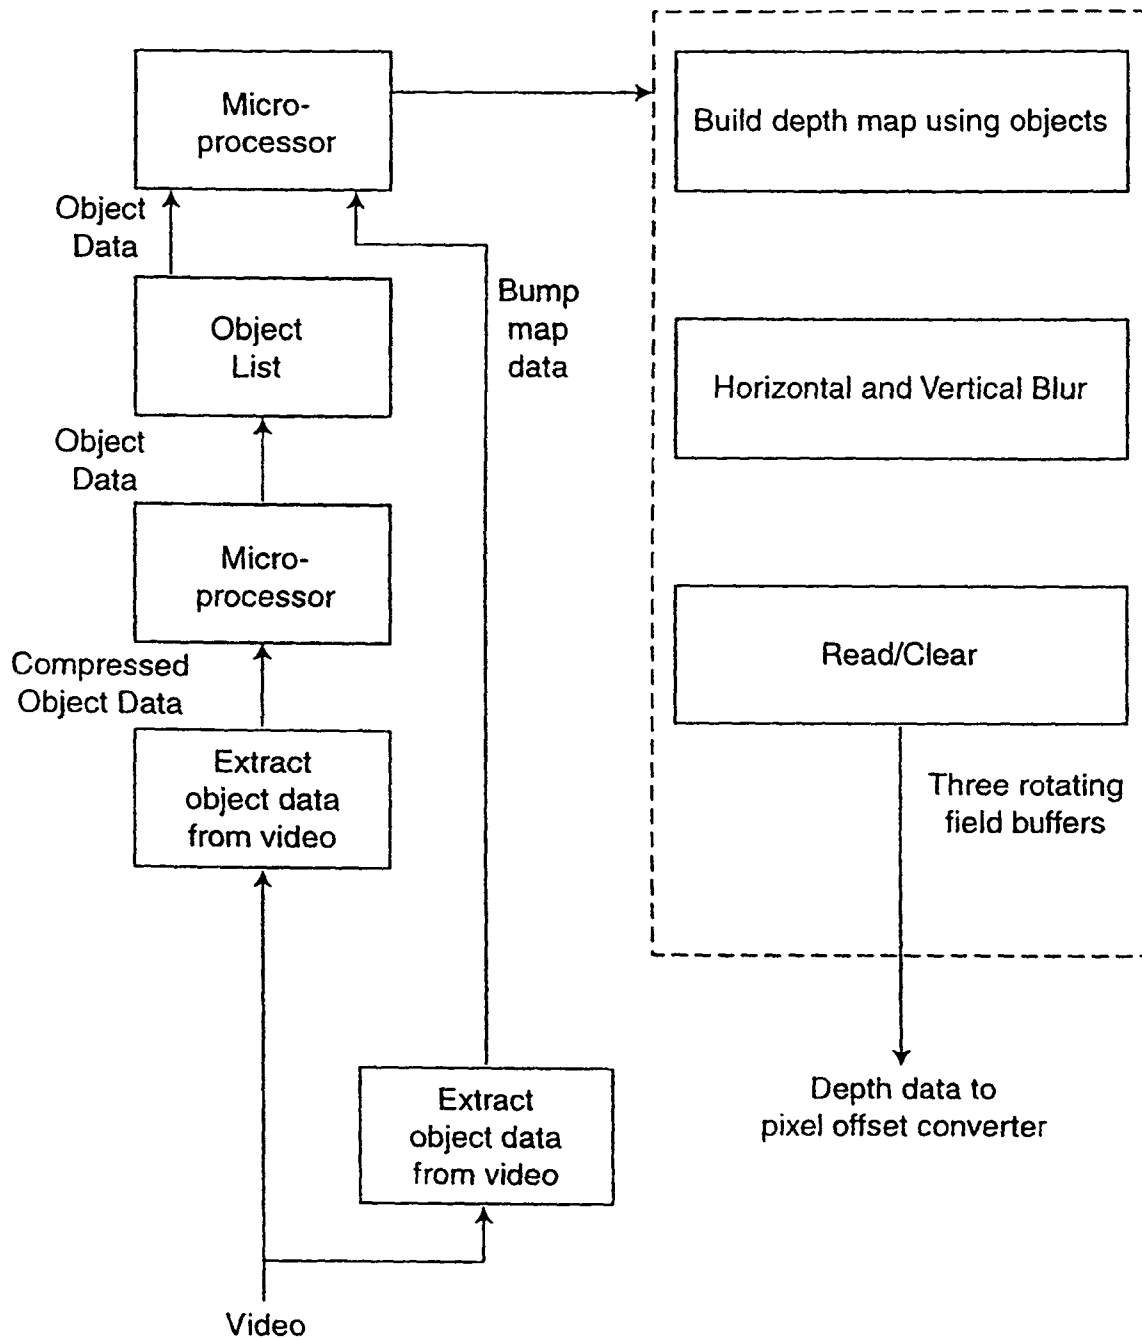 Micro-
processor
Build depth map using objects
Object
Data
Bump
map
data
Object
List
Horizontal and Vertical Blur
Object
Data
Micro-
processor
Read/Clear
Compressed
Object Data
Extract
object data
from video
Three rotating
field buffers
Extract
object data
from video
Depth data to
pixel offset converter
Video